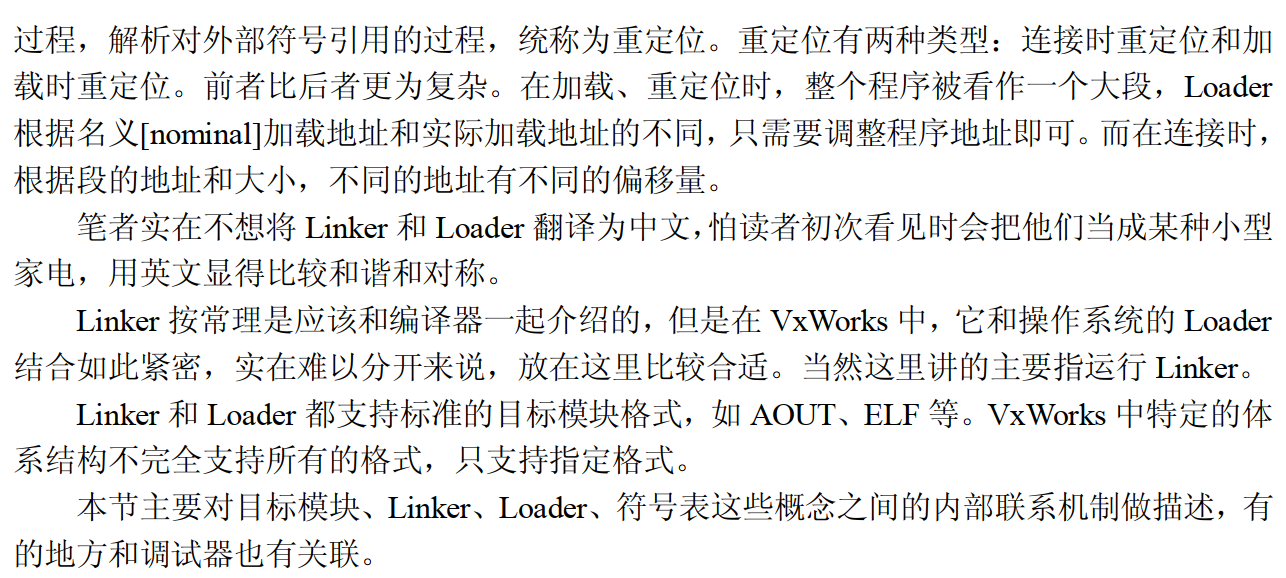 过程，解析对外部符号引用的过程，统称为重定位。重定位有两种类型：连接时重定位和加
载时重定位。前者比后者更为复杂。在加载、重定位时，整个程序被看作一个大段，Loader
根据名义[nominal]加载地址和实际加载地址的不同，只需要调整程序地址即可。而在连接时，
根据段的地址和大小，不同的地址有不同的偏移量。
笔者实在不想将 Linker 和 Loader 翻译为中文，怕读者初次看见时会把他们当成某种小型
家电，用英文显得比较和谐和对称。
Linker 按常理是应该和编译器一起介绍的，但是在 VxWorks 中，它和操作系统的 Loader
结合如此紧密，实在难以分开来说，放在这里比较合适。当然这里讲的主要指运行 Linker。
Linker 和 Loader 都支持标准的目标模块格式，如 AOUT、ELF 等。VxWorks 中特定的体
系结构不完全支持所有的格式，只支持指定格式。
本节主要对目标模块、Linker、Loader、符号表这些概念之间的内部联系机制做描述，有
的地方和调试器也有关联。